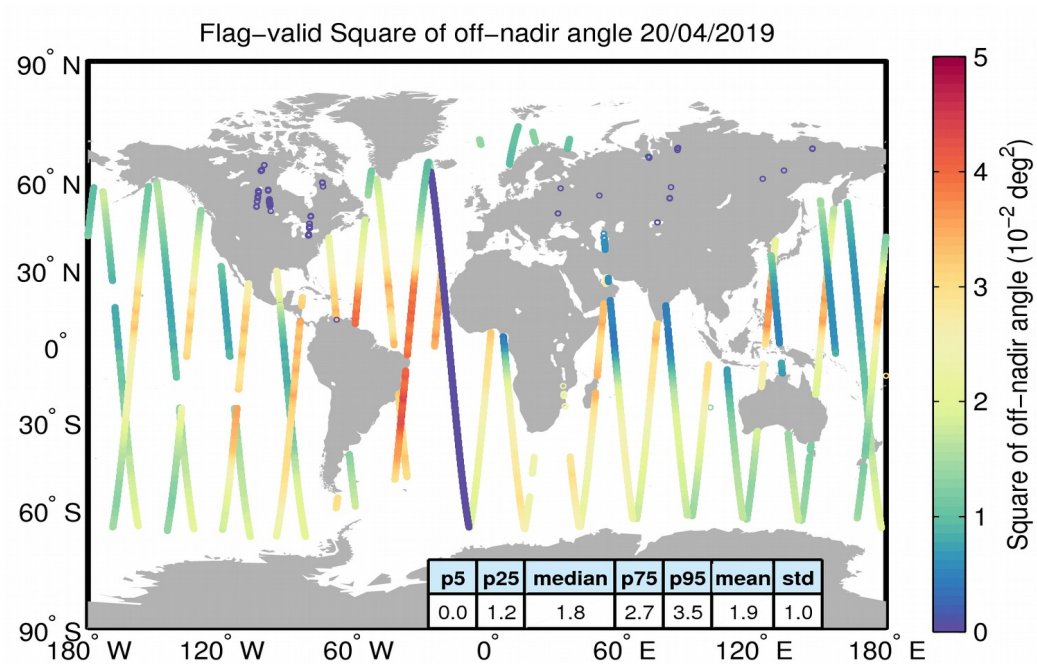 Flag−valid Square of off−nadir angle 20/04/2019
90° N
60° N
30° N
0°
30° S
60° S
90° S
180° W
120° W
60° W
0°
60° E
120° E
180° E
p5 p25 median p75 p95 mean std
0.0 1.2 1.8 2.7 3.5 1.9 1.0
5
4
3
2
1
0
Square of off−nadir angle (10⁻² deg²)